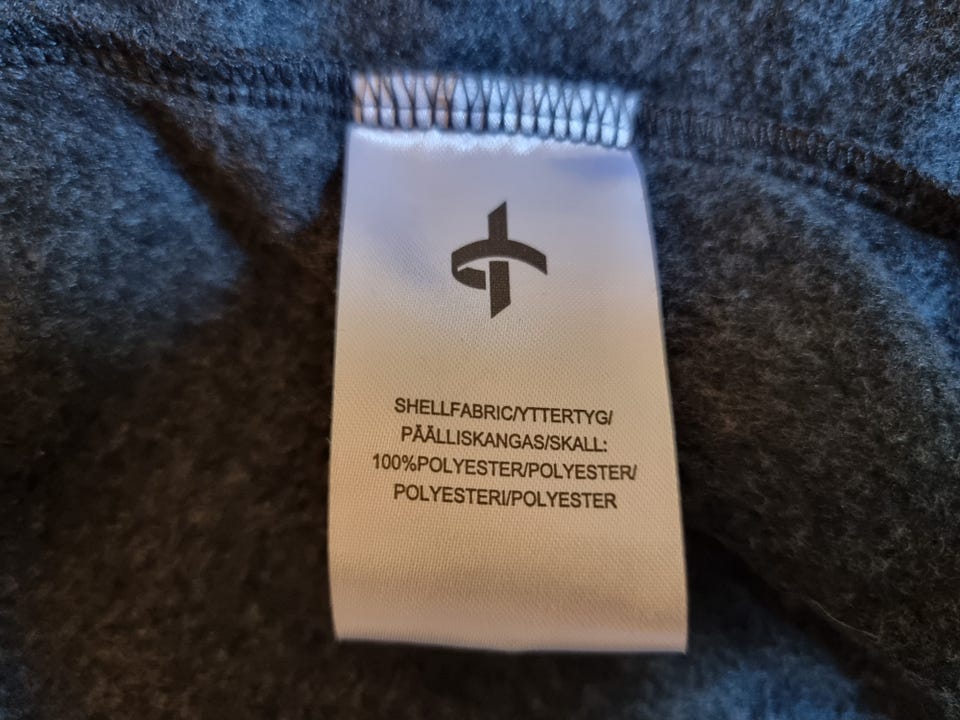 SHELLFABRIC/YTTERTYG/
PÄÄLLISKANGAS/SKALL:
100%POLYESTER/POLYESTER/
POLYESTERI/POLYESTER